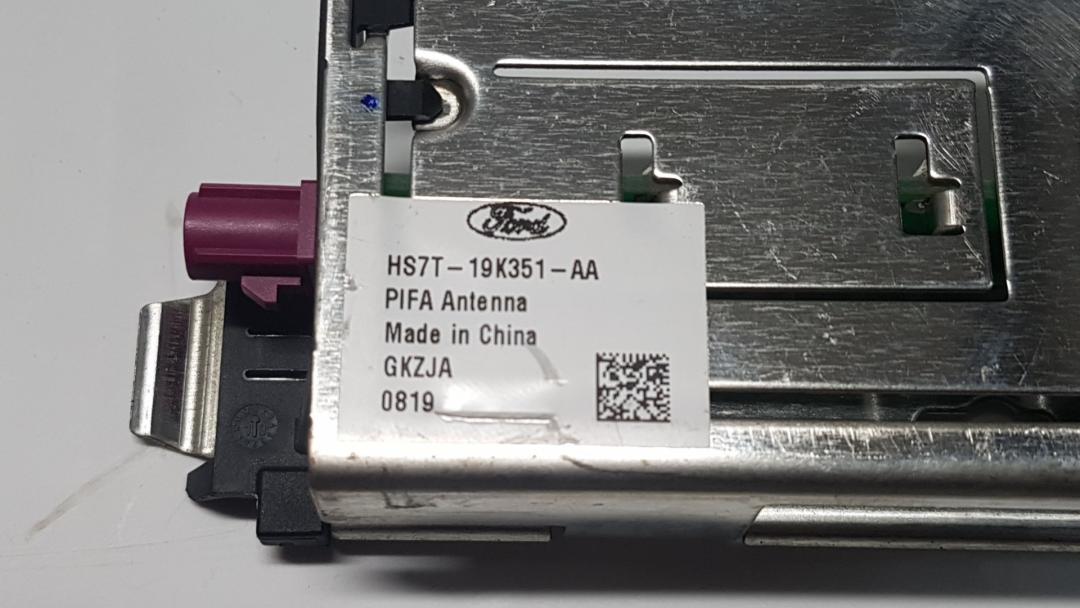 Ford
HS7T-19K351-AA
PIFA Antenna
Made in China
GKZJA
0819